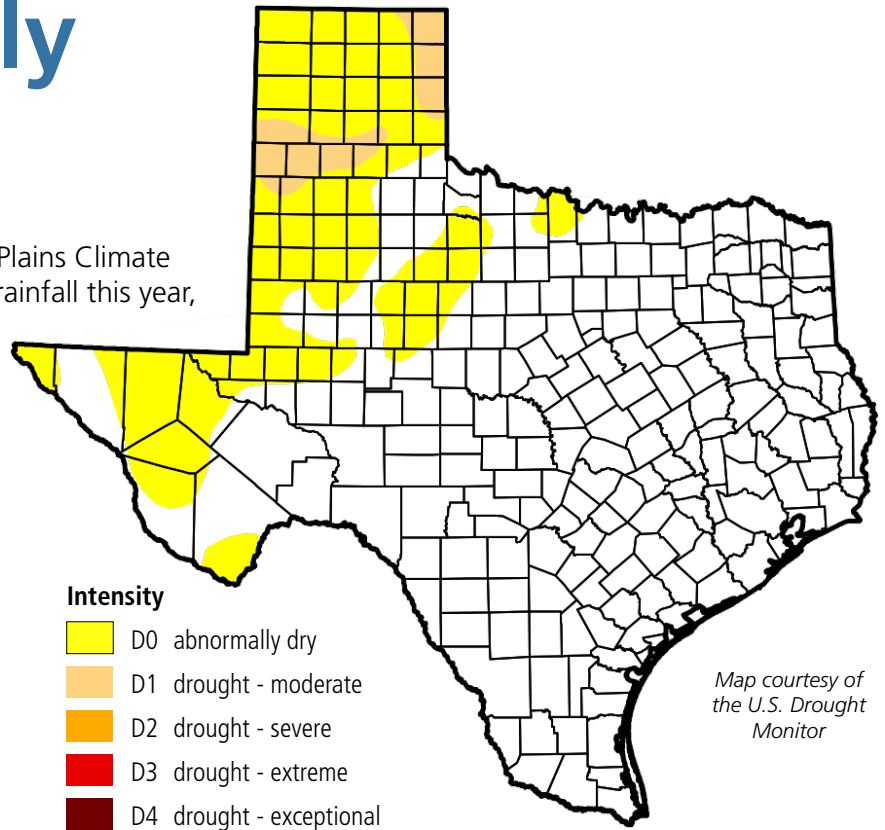 ly
Plains Climate
rainfall this year,
Intensity
D0 abnormally dry
D1 drought - moderate
D2 drought - severe
D3 drought - extreme
D4 drought - exceptional
Map courtesy of
the U.S. Drought
Monitor